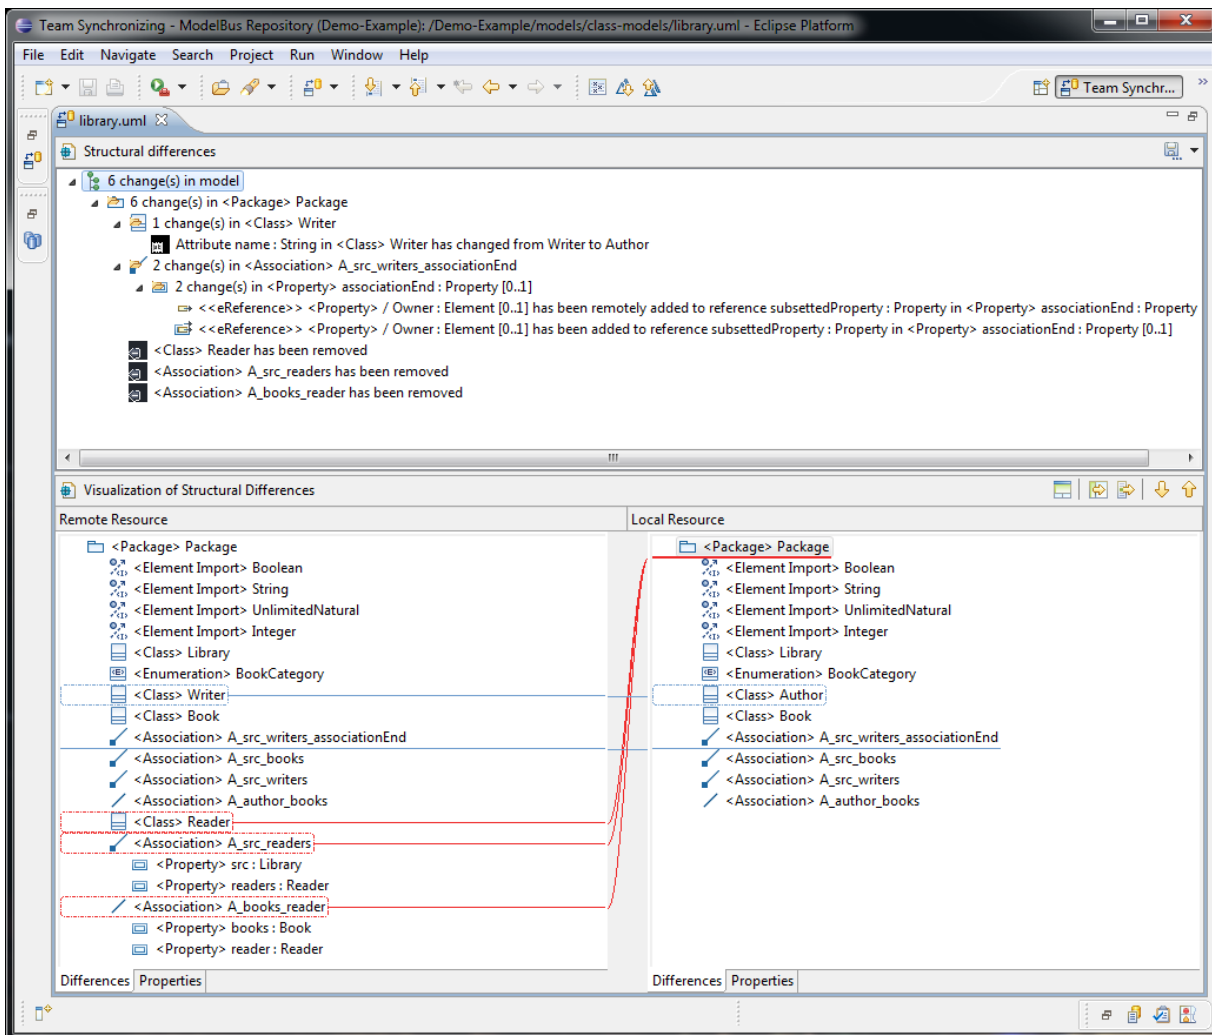 Team Synchronizing - ModelBus Repository (Demo-Example): /Demo-Example/models/class-models/library.uml - Eclipse Platform
File Edit Navigate Search Project Run Window Help
Team Synchr... »
library.uml
Structural differences
6 change(s) in model
6 change(s) in <Package> Package
1 change(s) in <Class> Writer
Attribute name : String in <Class> Writer has changed from Writer to Author
2 change(s) in <Association> A_src_writers_associationEnd
2 change(s) in <Property> associationEnd : Property [0..1]
<<eReference>> <Property> / Owner : Element [0..1] has been remotely added to reference subsettedProperty : Property in <Property> associationEnd : Property
<<eReference>> <Property> / Owner : Element [0..1] has been added to reference subsettedProperty : Property in <Property> associationEnd : Property [0..1]
<Class> Reader has been removed
<Association> A_src_readers has been removed
<Association> A_books_reader has been removed
Visualization of Structural Differences
Remote Resource
<Package> Package
<Element Import> Boolean
<Element Import> String
<Element Import> UnlimitedNatural
<Element Import> Integer
<Class> Library
<Enumeration> BookCategory
<Class> Writer
<Class> Book
<Association> A_src_writers_associationEnd
<Association> A_src_books
<Association> A_src_writers
<Association> A_author_books
<Class> Reader
<Association> A_src_readers
<Property> src : Library
<Property> readers : Reader
<Association> A_books_reader
<Property> books : Book
<Property> reader : Reader
Differences Properties
Local Resource
<Package> Package
<Element Import> Boolean
<Element Import> String
<Element Import> UnlimitedNatural
<Element Import> Integer
<Class> Library
<Enumeration> BookCategory
<Class> Author
<Class> Book
<Association> A_src_writers_associationEnd
<Association> A_src_books
<Association> A_src_writers
<Association> A_author_books
Differences Properties